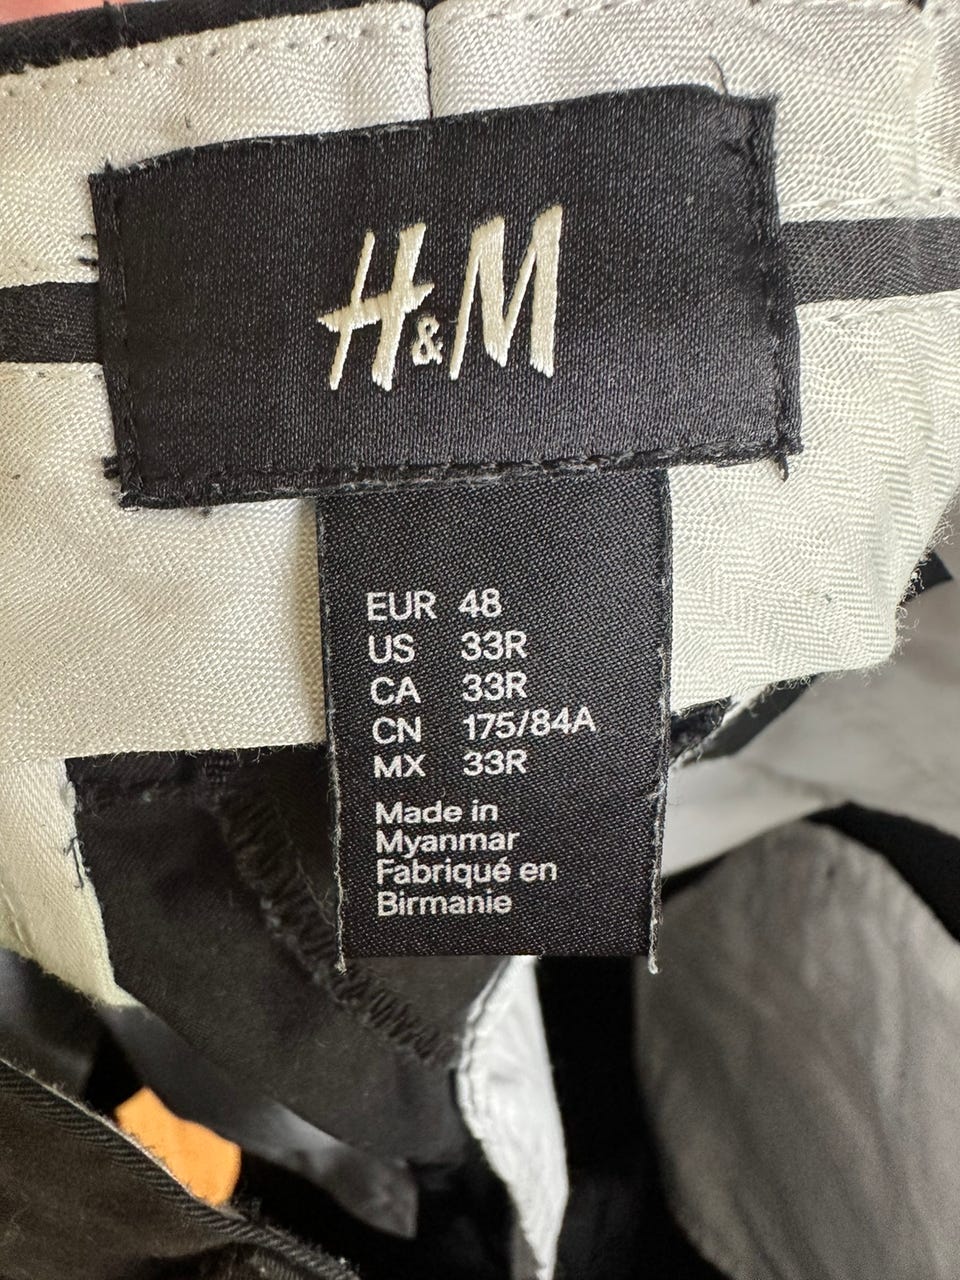 H&M
EUR 48
US 33R
CA 33R
CN 175/84A
MX 33R
Made in
Myanmar
Fabriqué en
Birmanie